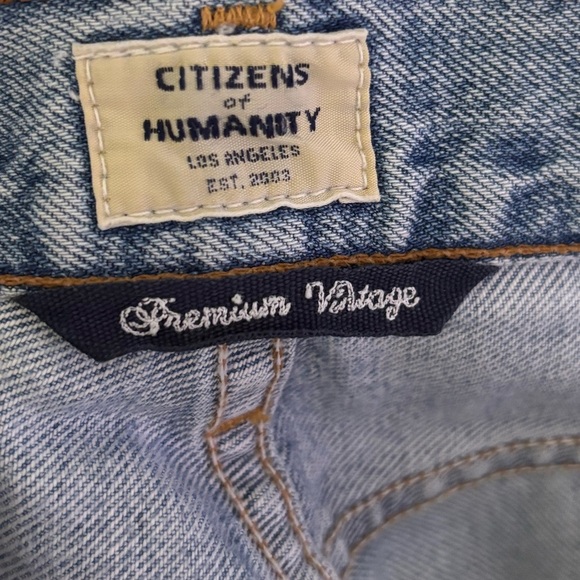 CITIZENS
of
HUMANITY
LOS ANGELES
EST. 2003
Premium Vintage